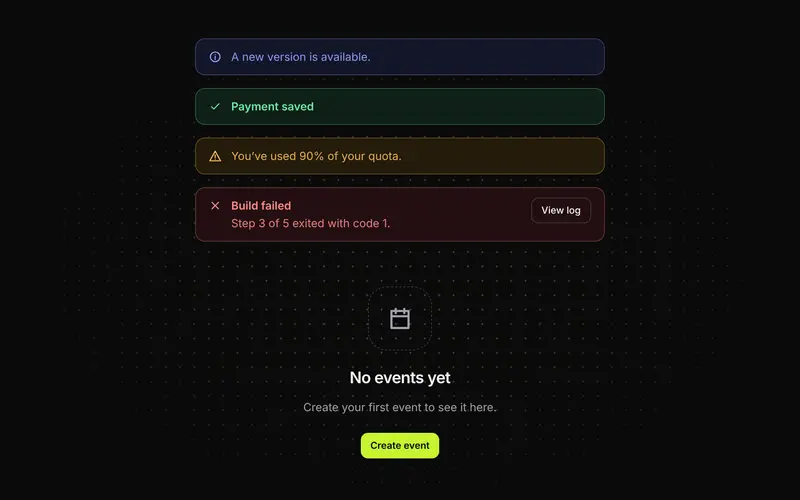 A new version is available.
Payment saved
You’ve used 90% of your quota.
Build failed
Step 3 of 5 exited with code 1.
View log
No events yet
Create your first event to see it here.
Create event